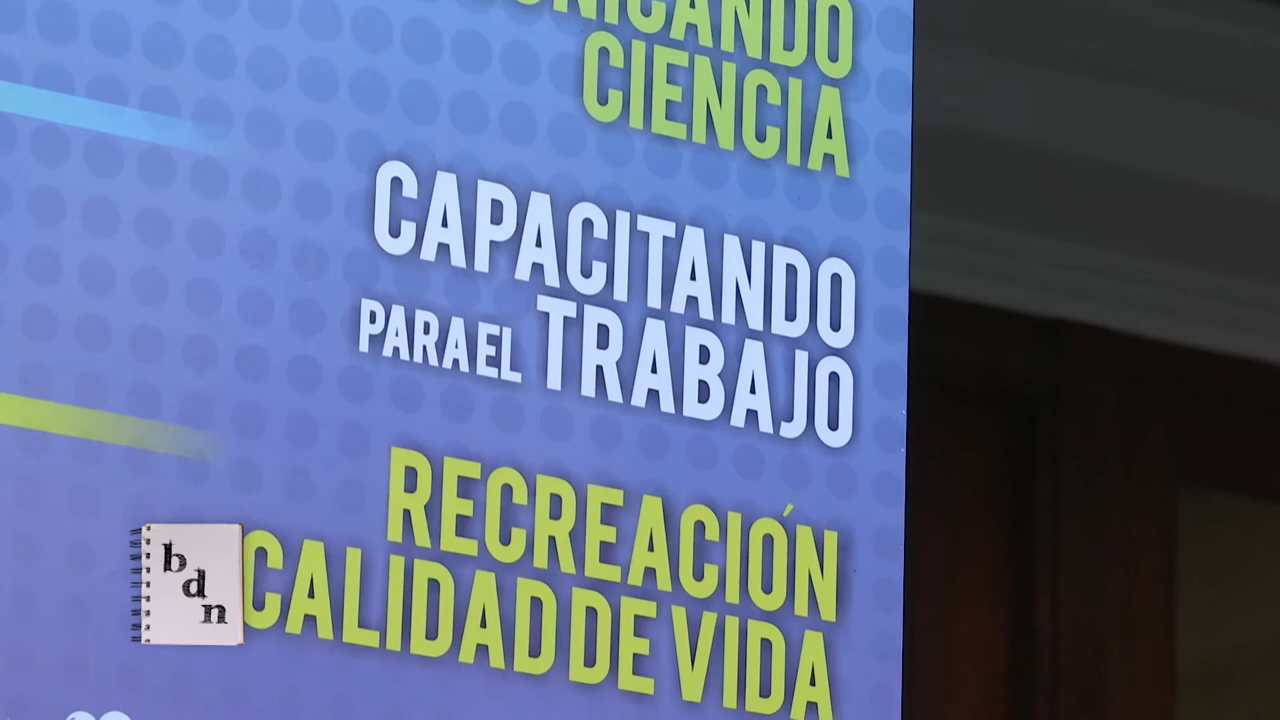 CIENCIA
CAPACITANDO
PARA EL TRABAJO
RECREACIÓN
CALIDAD DE VIDA
bdn